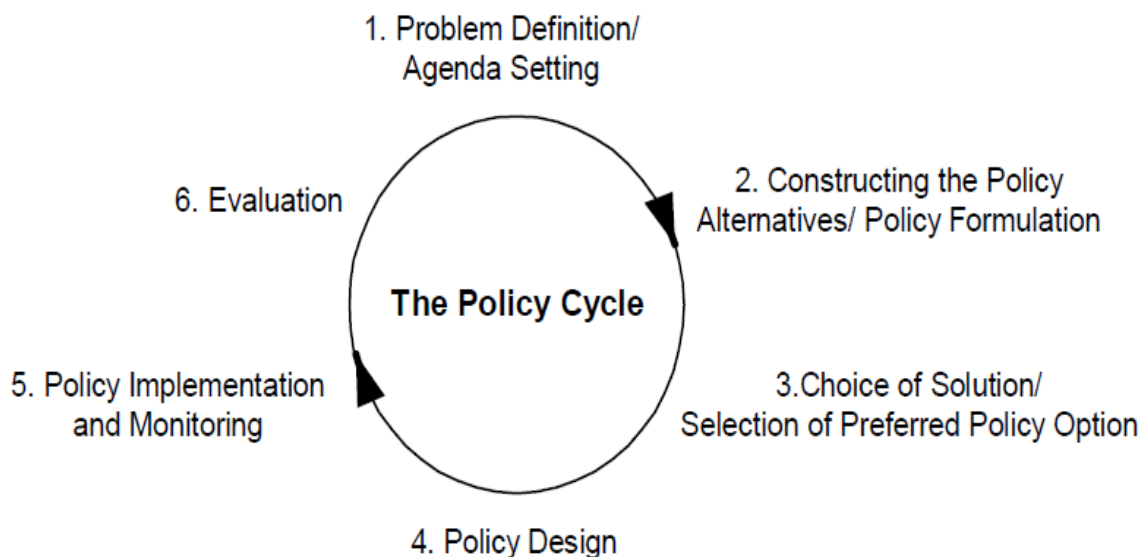 1. Problem Definition/
Agenda Setting
2. Constructing the Policy
Alternatives/ Policy Formulation
3.Choice of Solution/
Selection of Preferred Policy Option
4. Policy Design
5. Policy Implementation
and Monitoring
6. Evaluation
The Policy Cycle